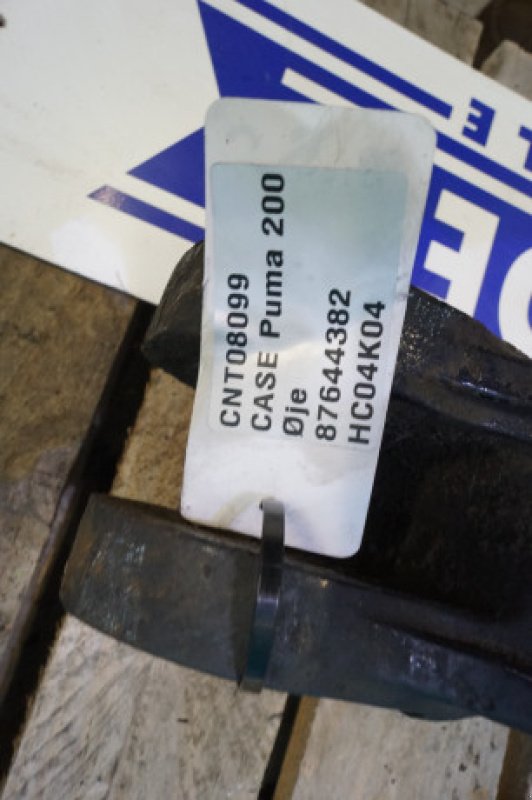 CNT08099
CASE Puma 200
Øje
87644382
HC04K04